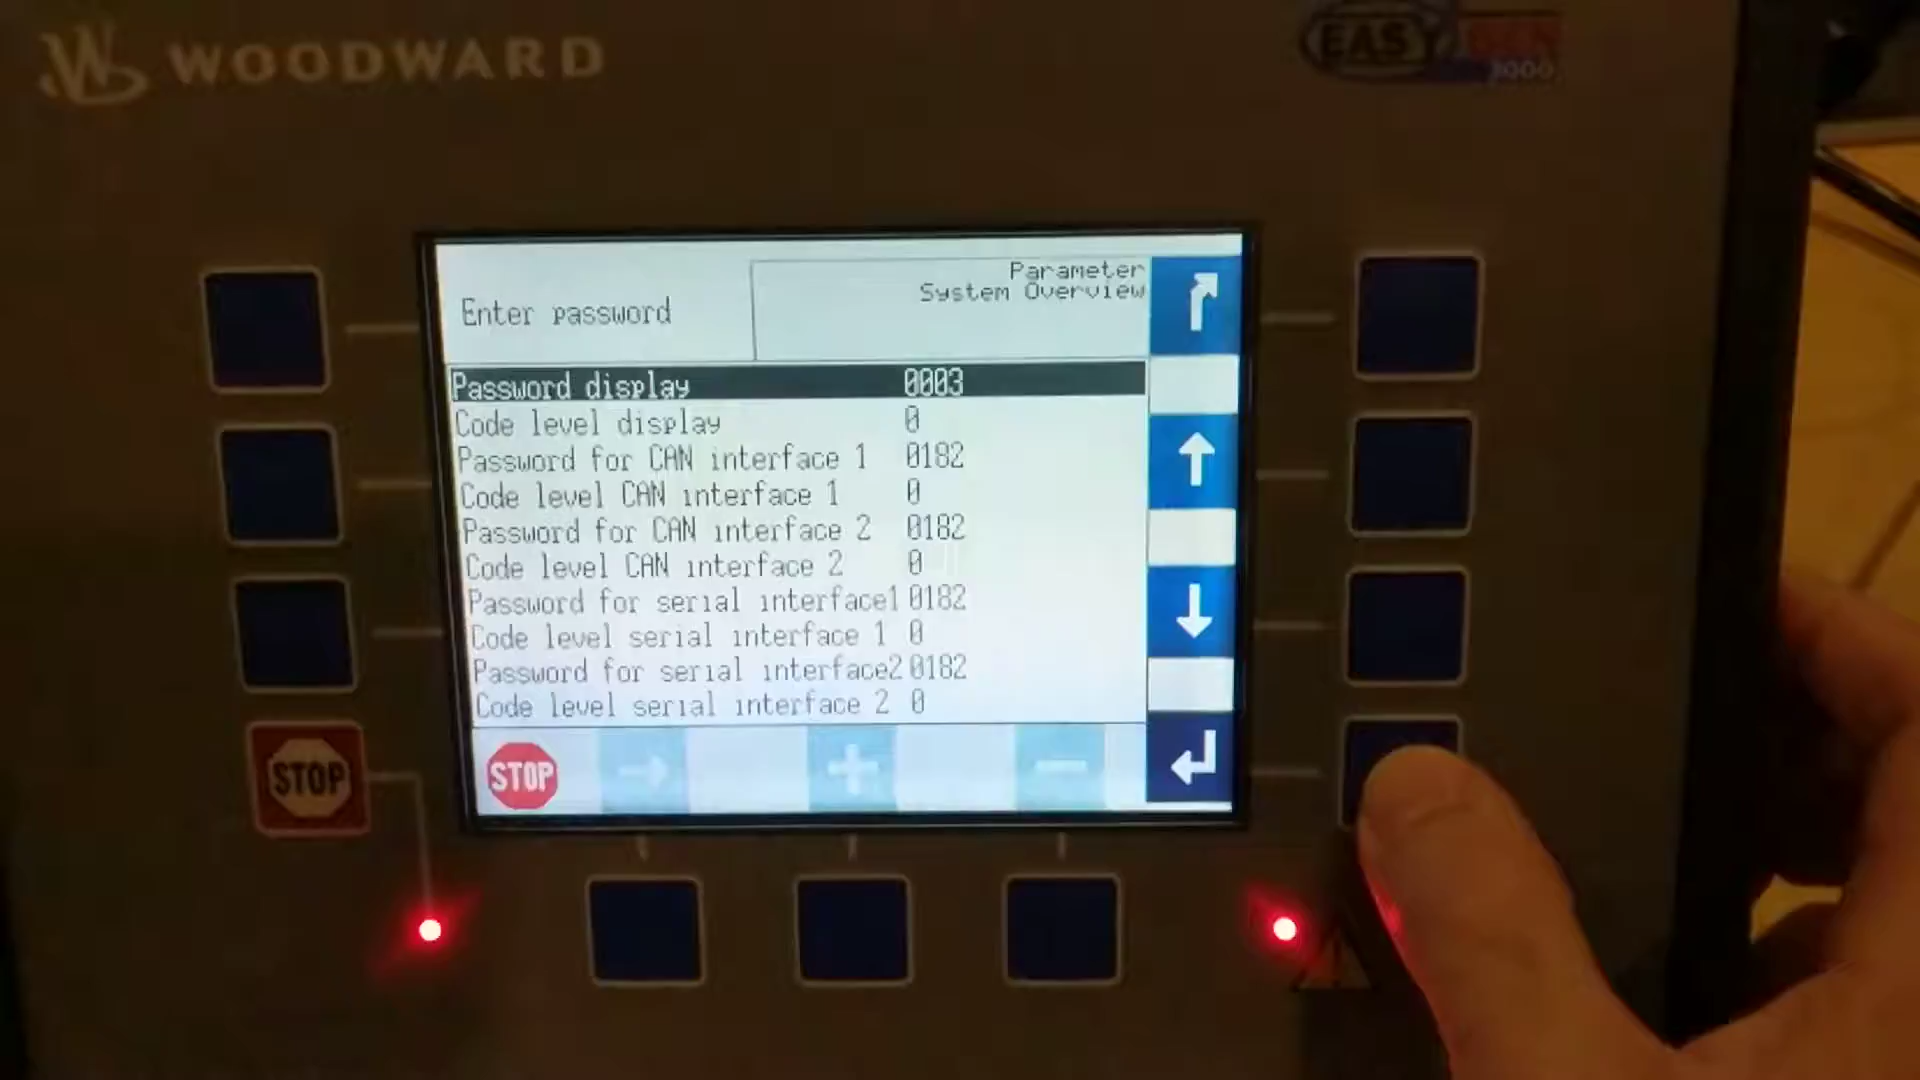 WOODWARD
EASY GEN
3000
Parameter
System Overview
Enter password
Password display 0003
Code level display 0
Password for CAN interface 1 0182
Code level CAN interface 1 0
Password for CAN interface 2 0182
Code level CAN interface 2 0
Password for serial interface1 0182
Code level serial interface 1 0
Password for serial interface2 0182
Code level serial interface 2 0
STOP
STOP